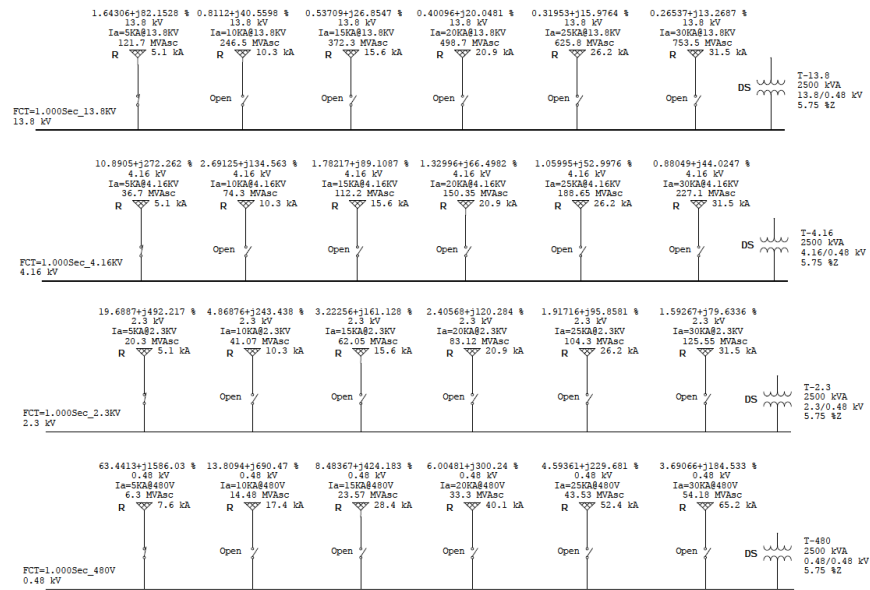 1.64306+j82.1528 % 0.8112+j40.5598 % 0.53709+j26.8547 % 0.40096+j20.0481 % 0.31953+j15.9764 % 0.26537+j13.2687 %
13.8 kV 13.8 kV 13.8 kV 13.8 kV 13.8 kV 13.8 kV
Ia=5KA@13.8KV Ia=10KA@13.8KV Ia=15KA@13.8KV Ia=20KA@13.8KV Ia=25KA@13.8KV Ia=30KA@13.8KV
121.7 MVAsc 246.5 MVAsc 372.3 MVAsc 498.7 MVAsc 625.8 MVAsc 753.5 MVAsc
R 5.1 kA R 10.3 kA R 15.6 kA R 20.9 kA R 26.2 kA R 31.5 kA
T-13.8
DS 2500 kVA
13.8/0.48 kV
5.75 %Z
Open Open Open Open Open
FCT=1.000Sec_13.8KV
13.8 kV
10.8905+j272.262 % 2.69125+j134.563 % 1.78217+j89.1087 % 1.32996+j66.4982 % 1.05995+j52.9976 % 0.88049+j44.0247 %
4.16 kV 4.16 kV 4.16 kV 4.16 kV 4.16 kV 4.16 kV
Ia=5KA@4.16KV Ia=10KA@4.16KV Ia=15KA@4.16KV Ia=20KA@4.16KV Ia=25KA@4.16KV Ia=30KA@4.16KV
36.7 MVAsc 74.3 MVAsc 112.2 MVAsc 150.35 MVAsc 188.65 MVAsc 227.1 MVAsc
R 5.1 kA R 10.3 kA R 15.6 kA R 20.9 kA R 26.2 kA R 31.5 kA
T-4.16
DS 2500 kVA
4.16/0.48 kV
5.75 %Z
Open Open Open Open Open
FCT=1.000Sec_4.16KV
4.16 kV
19.6887+j492.217 % 4.86876+j243.438 % 3.22256+j161.128 % 2.40568+j120.284 % 1.91716+j95.8581 % 1.59267+j79.6336 %
2.3 kV 2.3 kV 2.3 kV 2.3 kV 2.3 kV 2.3 kV
Ia=5KA@2.3KV Ia=10KA@2.3KV Ia=15KA@2.3KV Ia=20KA@2.3KV Ia=25KA@2.3KV Ia=30KA@2.3KV
20.3 MVAsc 41.07 MVAsc 62.05 MVAsc 83.12 MVAsc 104.3 MVAsc 125.55 MVAsc
R 5.1 kA R 10.3 kA R 15.6 kA R 20.9 kA R 26.2 kA R 31.5 kA
T-2.3
DS 2500 kVA
2.3/0.48 kV
5.75 %Z
Open Open Open Open Open
FCT=1.000Sec_2.3KV
2.3 kV
63.4413+j1586.03 % 13.8094+j690.47 % 8.48367+j424.183 % 6.00481+j300.24 % 4.59361+j229.681 % 3.69066+j184.533 %
0.48 kV 0.48 kV 0.48 kV 0.48 kV 0.48 kV 0.48 kV
Ia=5KA@480V Ia=10KA@480V Ia=15KA@480V Ia=20KA@480V Ia=25KA@480V Ia=30KA@480V
6.3 MVAsc 14.48 MVAsc 23.57 MVAsc 33.3 MVAsc 43.53 MVAsc 54.18 MVAsc
R 7.6 kA R 17.4 kA R 28.4 kA R 40.1 kA R 52.4 kA R 65.2 kA
T-480
DS 2500 kVA
0.48/0.48 kV
5.75 %Z
Open Open Open Open Open
FCT=1.000Sec_480V
0.48 kV